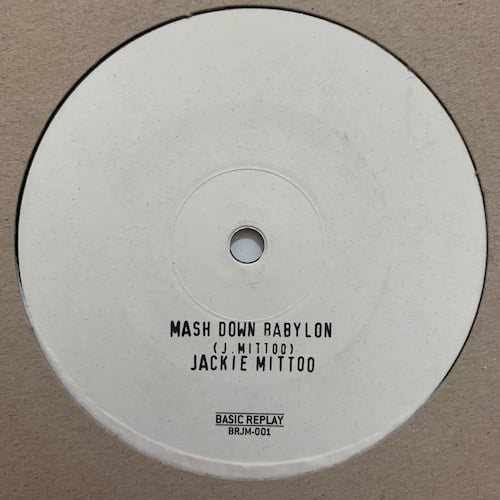 MASH DOWN BABYLON
(J.MITTOO)
JACKIE MITTOO
BASIC REPLAY
BRJM-001